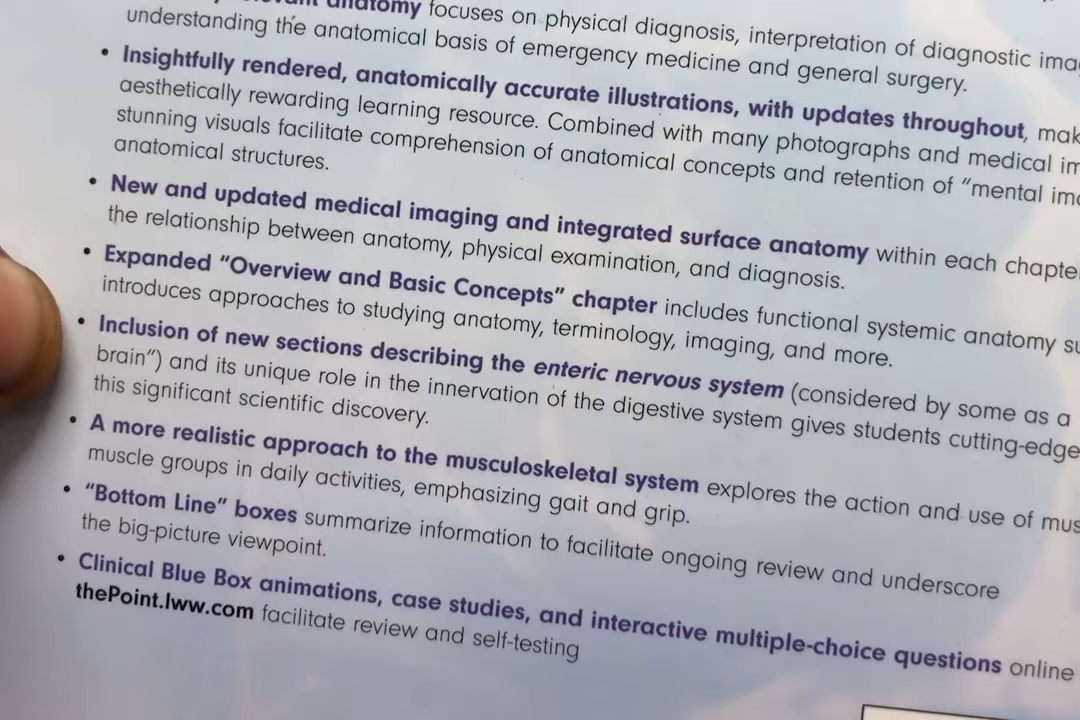 anatomy focuses on physical diagnosis, interpretation of diagnostic
understanding the anatomical basis of emergency medicine and general surgery.
• Insightfully rendered, anatomically accurate illustrations, with updates throughout,
aesthetically rewarding learning resource. Combined with many photographs and medical
stunning visuals facilitate comprehension of anatomical concepts and retention of "mental
anatomical structures.
• New and updated medical imaging and integrated surface anatomy within each
the relationship between anatomy, physical examination, and diagnosis.
• Expanded "Overview and Basic Concepts" chapter includes functional systemic anatomy
introduces approaches to studying anatomy, terminology, imaging, and more.
• Inclusion of new sections describing the enteric nervous system (considered by some as a
brain") and its unique role in the innervation of the digestive system gives students cutting-edge
this significant scientific discovery.
• A more realistic approach to the musculoskeletal system explores the action and use of
muscle groups in daily activities, emphasizing gait and grip.
• "Bottom Line" boxes summarize information to facilitate ongoing review and underscore
the big-picture viewpoint.
• Clinical Blue Box animations, case studies, and interactive multiple-choice questions online
thePoint.lww.com facilitate review and self-testing